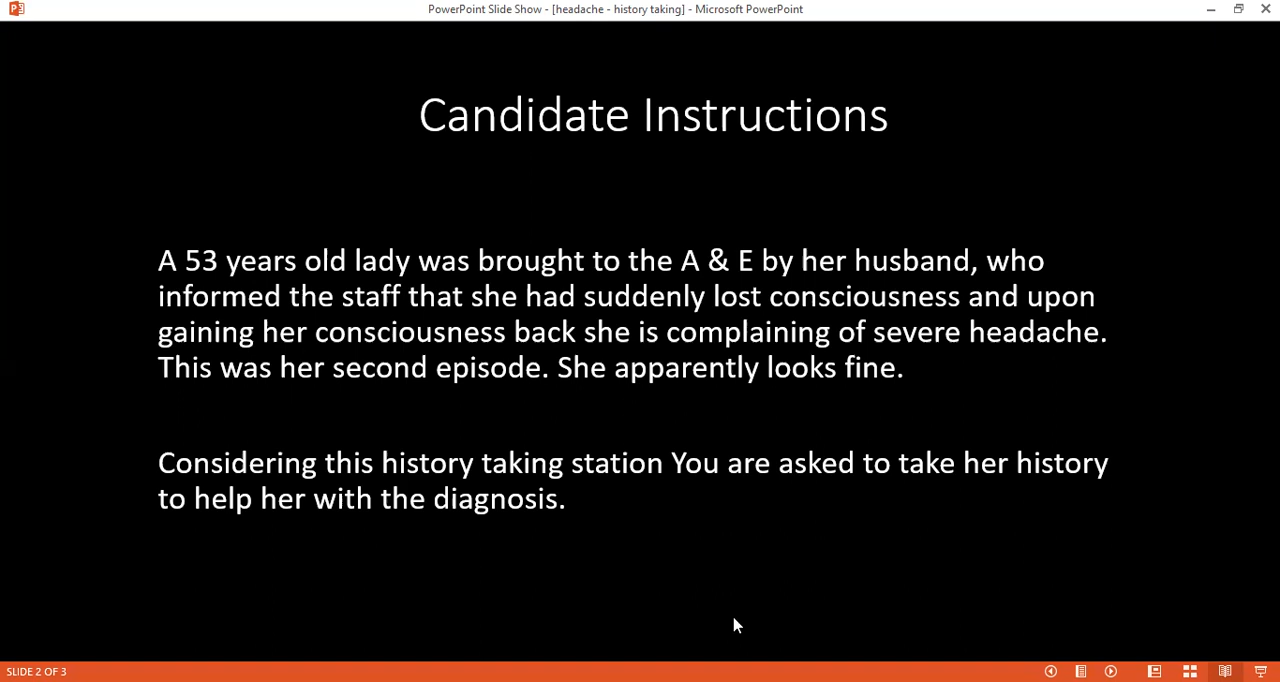 PowerPoint Slide Show - [headache - history taking] - Microsoft PowerPoint
Candidate Instructions
A 53 years old lady was brought to the A & E by her husband, who
informed the staff that she had suddenly lost consciousness and upon
gaining her consciousness back she is complaining of severe headache.
This was her second episode. She apparently looks fine.
Considering this history taking station You are asked to take her history
to help her with the diagnosis.
SLIDE 2 OF 3